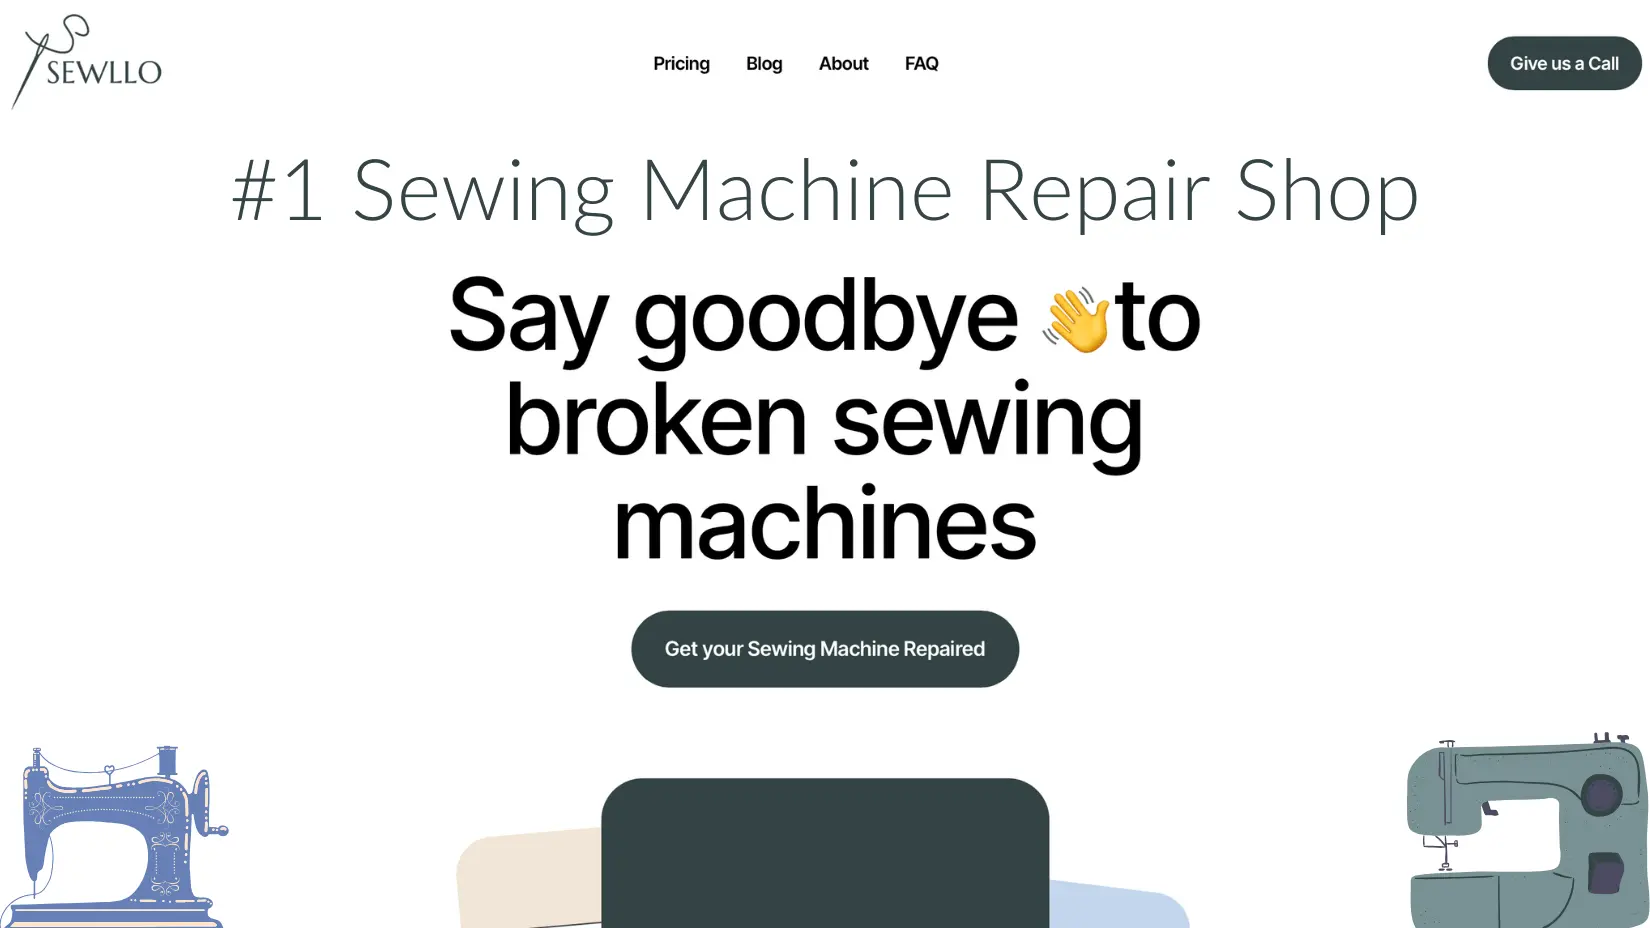 SEWLLO
Pricing
Blog
About
FAQ
Give us a Call
#1 Sewing Machine Repair Shop
Say goodbye 👋to
broken sewing
machines
Get your Sewing Machine Repaired